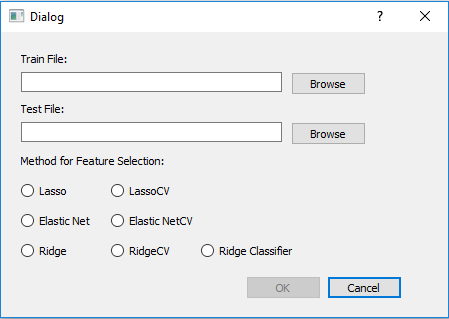 Dialog ?
Train File:
Browse
Test File:
Browse
Method for Feature Selection:
Lasso LassoCV
Elastic Net Elastic NetCV
Ridge RidgeCV Ridge Classifier
OK Cancel